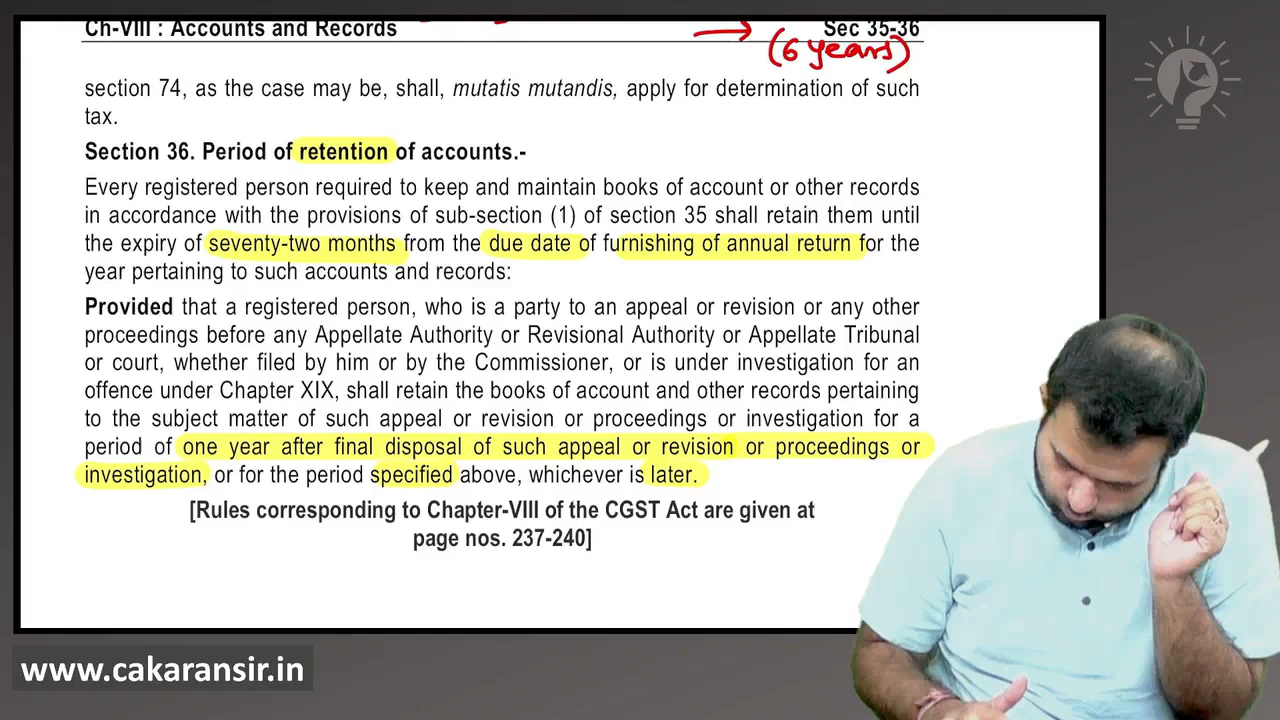 Ch-VIII : Accounts and Records Sec 35-36
(6 years)
section 74, as the case may be, shall, mutatis mutandis, apply for determination of such
tax.
Section 36. Period of retention of accounts.-
Every registered person required to keep and maintain books of account or other records
in accordance with the provisions of sub-section (1) of section 35 shall retain them until
the expiry of seventy-two months from the due date of furnishing of annual return for the
year pertaining to such accounts and records:
Provided that a registered person, who is a party to an appeal or revision or any other
proceedings before any Appellate Authority or Revisional Authority or Appellate Tribunal
or court, whether filed by him or by the Commissioner, or is under investigation for an
offence under Chapter XIX, shall retain the books of account and other records pertaining
to the subject matter of such appeal or revision or proceedings or investigation for a
period of one year after final disposal of such appeal or revision or proceedings or
investigation, or for the period specified above, whichever is later.
[Rules corresponding to Chapter-VIII of the CGST Act are given at
page nos. 237-240]
www.cakaransir.in